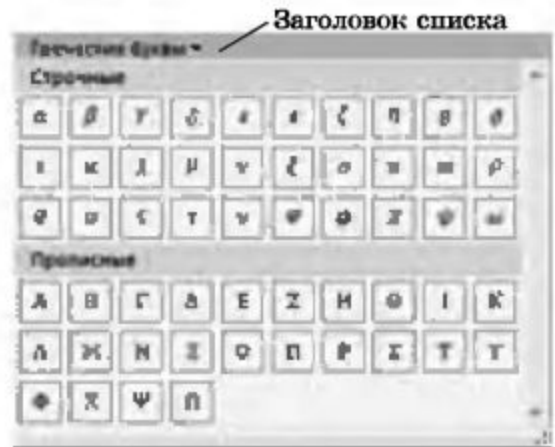 Заголовок списка
Греческие буквы
Строчные
α β γ δ ζ η θ
ι κ λ μ ν ξ ο π ρ
ς τ υ
Прописные
Α Β Γ Δ Ε Ζ Η Θ Ι Κ
Λ Μ Ν Ξ Ο Π Ρ Σ Τ Υ
Φ Χ Ψ Ω